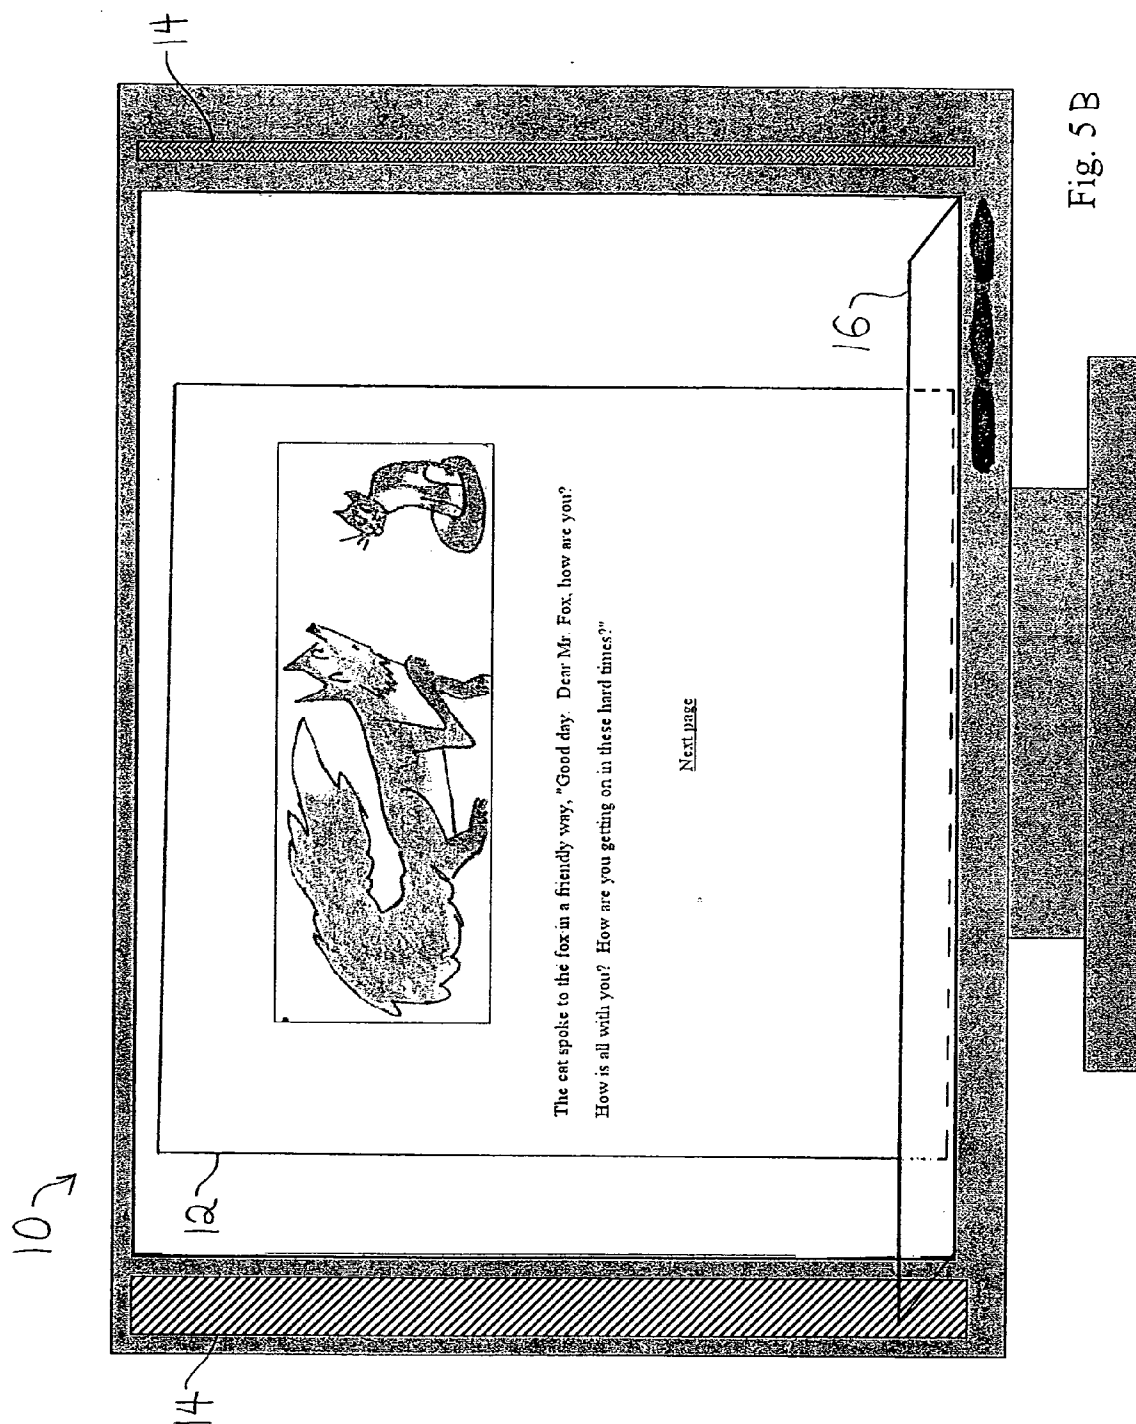 10
14
14
12
16
The cat spoke to the fox in a friendly way, "Good day. Dear Mr. Fox, how are you?
How is all with you? How are you getting on in these hard times?"
Next page
Fig. 5B